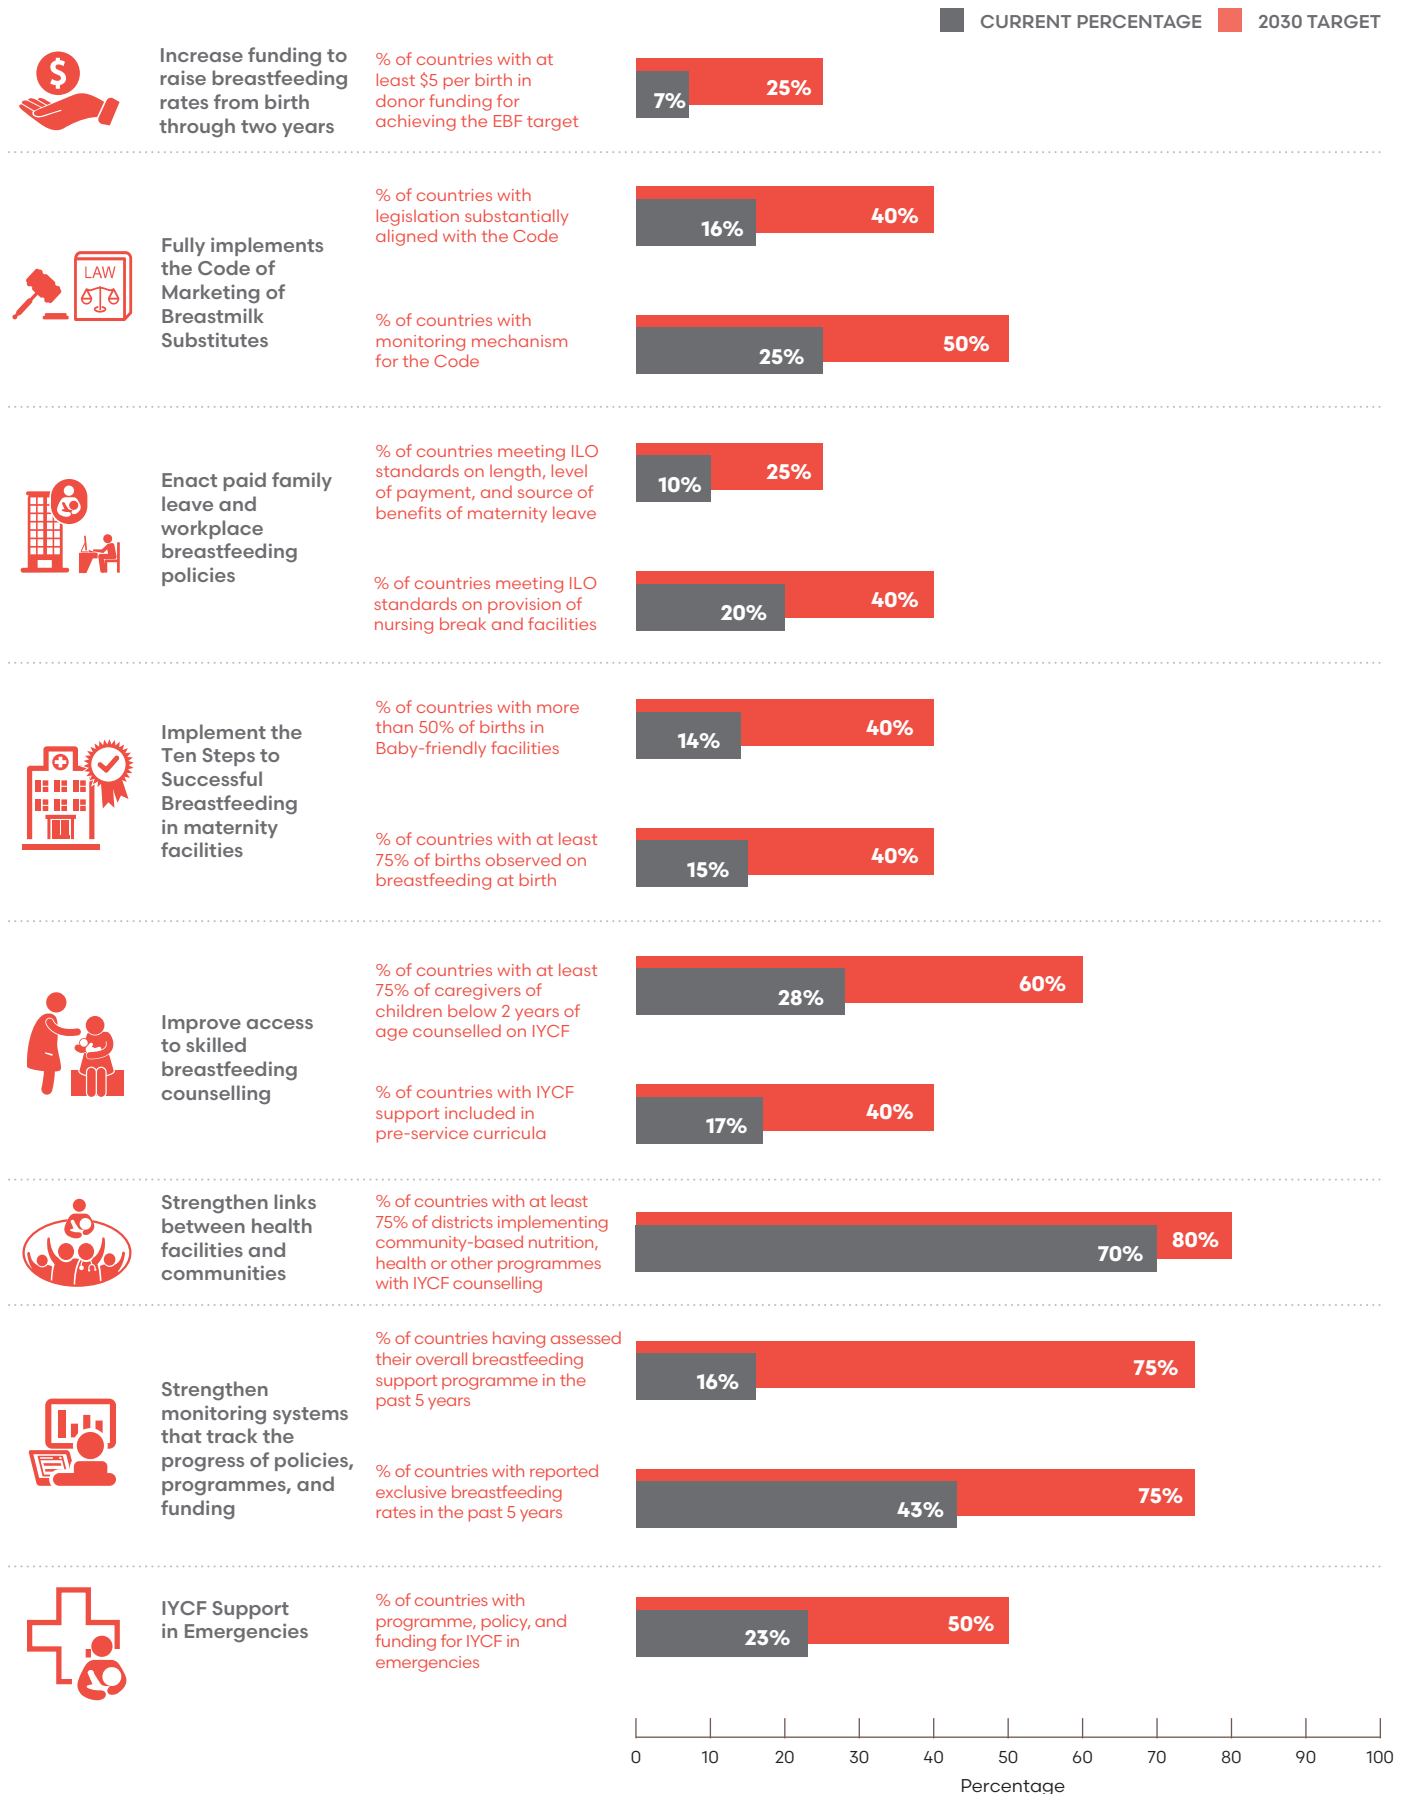 CURRENT PERCENTAGE 2030 TARGET
Increase funding to
raise breastfeeding
rates from birth
through two years
% of countries with at
least $5 per birth in
donor funding for
achieving the EBF target
7%
25%
LAW
Fully implements
the Code of
Marketing of
Breastmilk
Substitutes
% of countries with
legislation substantially
aligned with the Code
16%
40%
% of countries with
monitoring mechanism
for the Code
25%
50%
Enact paid family
leave and
workplace
breastfeeding
policies
% of countries meeting ILO
standards on length, level
of payment, and source of
benefits of maternity leave
10%
25%
% of countries meeting ILO
standards on provision of
nursing break and facilities
20%
40%
Implement the
Ten Steps to
Successful
Breastfeeding
in maternity
facilities
% of countries with more
than 50% of births in
Baby-friendly facilities
14%
40%
% of countries with at least
75% of births observed on
breastfeeding at birth
15%
40%
Improve access
to skilled
breastfeeding
counselling
% of countries with at least
75% of caregivers of
children below 2 years of
age counselled on IYCF
28%
60%
% of countries with IYCF
support included in
pre-service curricula
17%
40%
Strengthen links
between health
facilities and
communities
% of countries with at least
75% of districts implementing
community-based nutrition,
health or other programmes
with IYCF counselling
70%
80%
Strengthen
monitoring systems
that track the
progress of policies,
programmes, and
funding
% of countries having assessed
their overall breastfeeding
support programme in the
past 5 years
16%
75%
% of countries with reported
exclusive breastfeeding
rates in the past 5 years
43%
75%
IYCF Support
in Emergencies
% of countries with
programme, policy, and
funding for IYCF in
emergencies
23%
50%
0 10 20 30 40 50 60 70 80 90 100
Percentage